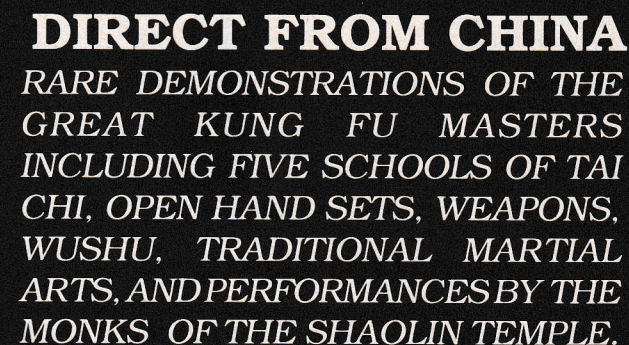 DIRECT FROM CHINA
RARE DEMONSTRATIONS OF THE
GREAT KUNG FU MASTERS
INCLUDING FIVE SCHOOLS OF TAI
CHI, OPEN HAND SETS, WEAPONS,
WUSHU, TRADITIONAL MARTIAL
ARTS, AND PERFORMANCES BY THE
MONKS OF THE SHAOLIN TEMPLE.